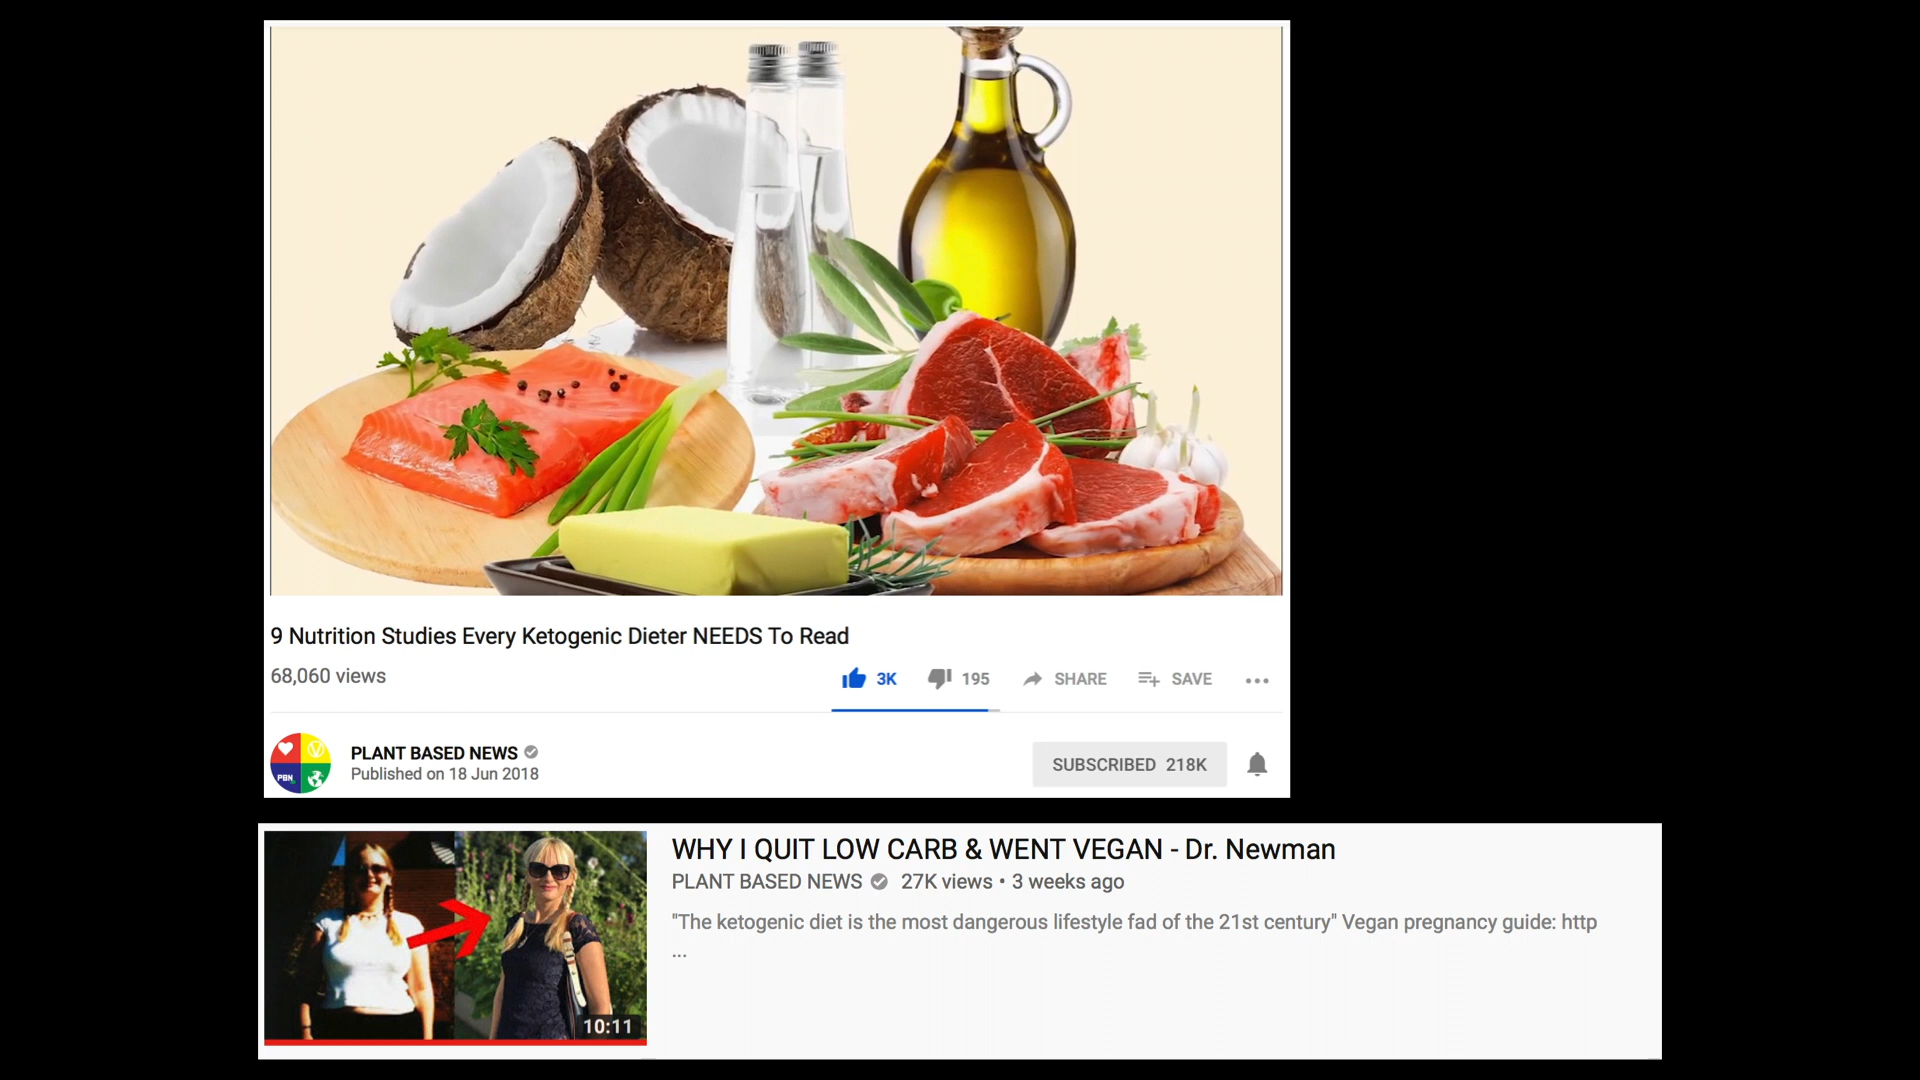 9 Nutrition Studies Every Ketogenic Dieter NEEDS To Read
68,060 views
3K
195
SHARE
SAVE
PBN
PLANT BASED NEWS
Published on 18 Jun 2018
SUBSCRIBED 218K
10:11
WHY I QUIT LOW CARB & WENT VEGAN - Dr. Newman
PLANT BASED NEWS 27K views • 3 weeks ago
"The ketogenic diet is the most dangerous lifestyle fad of the 21st century" Vegan pregnancy guide: http
...